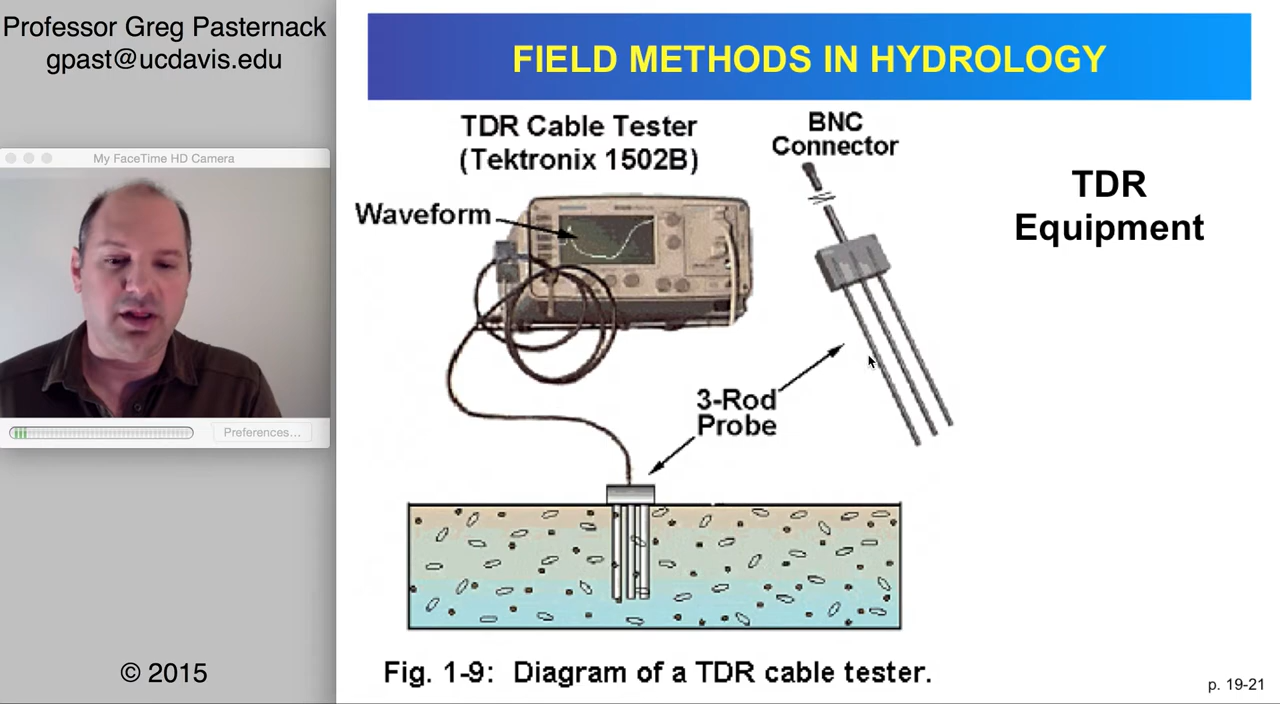 Professor Greg Pasternack
gpast@ucdavis.edu
My FaceTime HD Camera
Preferences...
© 2015
FIELD METHODS IN HYDROLOGY
TDR Cable Tester
(Tektronix 1502B)
BNC
Connector
TDR
Equipment
Waveform
3-Rod
Probe
Fig. 1-9: Diagram of a TDR cable tester.
p. 19-21